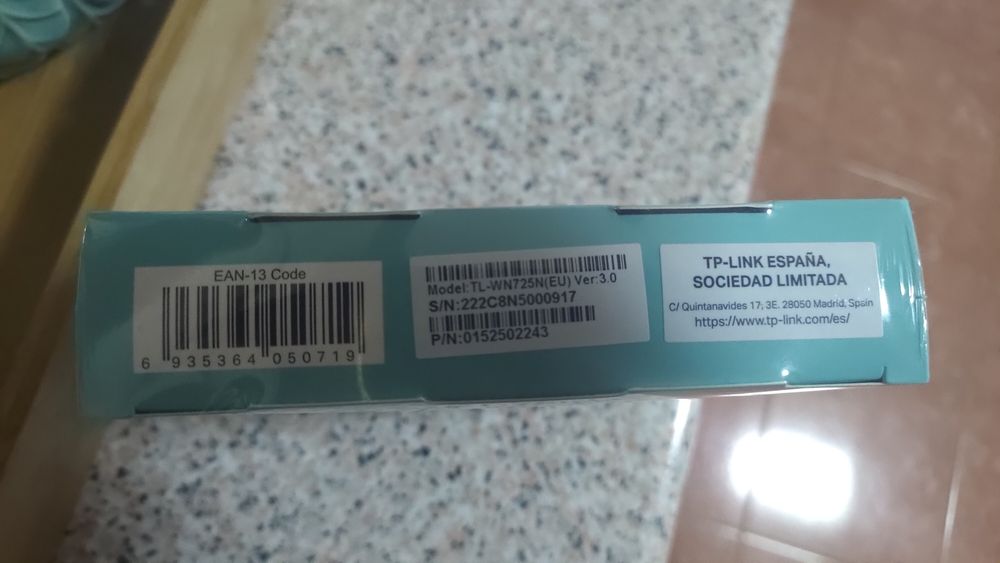 EAN-13 Code
6 935364 050719
Model:TL-WN725N(EU) Ver:3.0
S/N:222C8N5000917
P/N:0152502243
TP-LINK ESPAÑA,
SOCIEDAD LIMITADA
C/ Quintanavides 17, 3E. 28050 Madrid, Spain
https://www.tp-link.com/es/